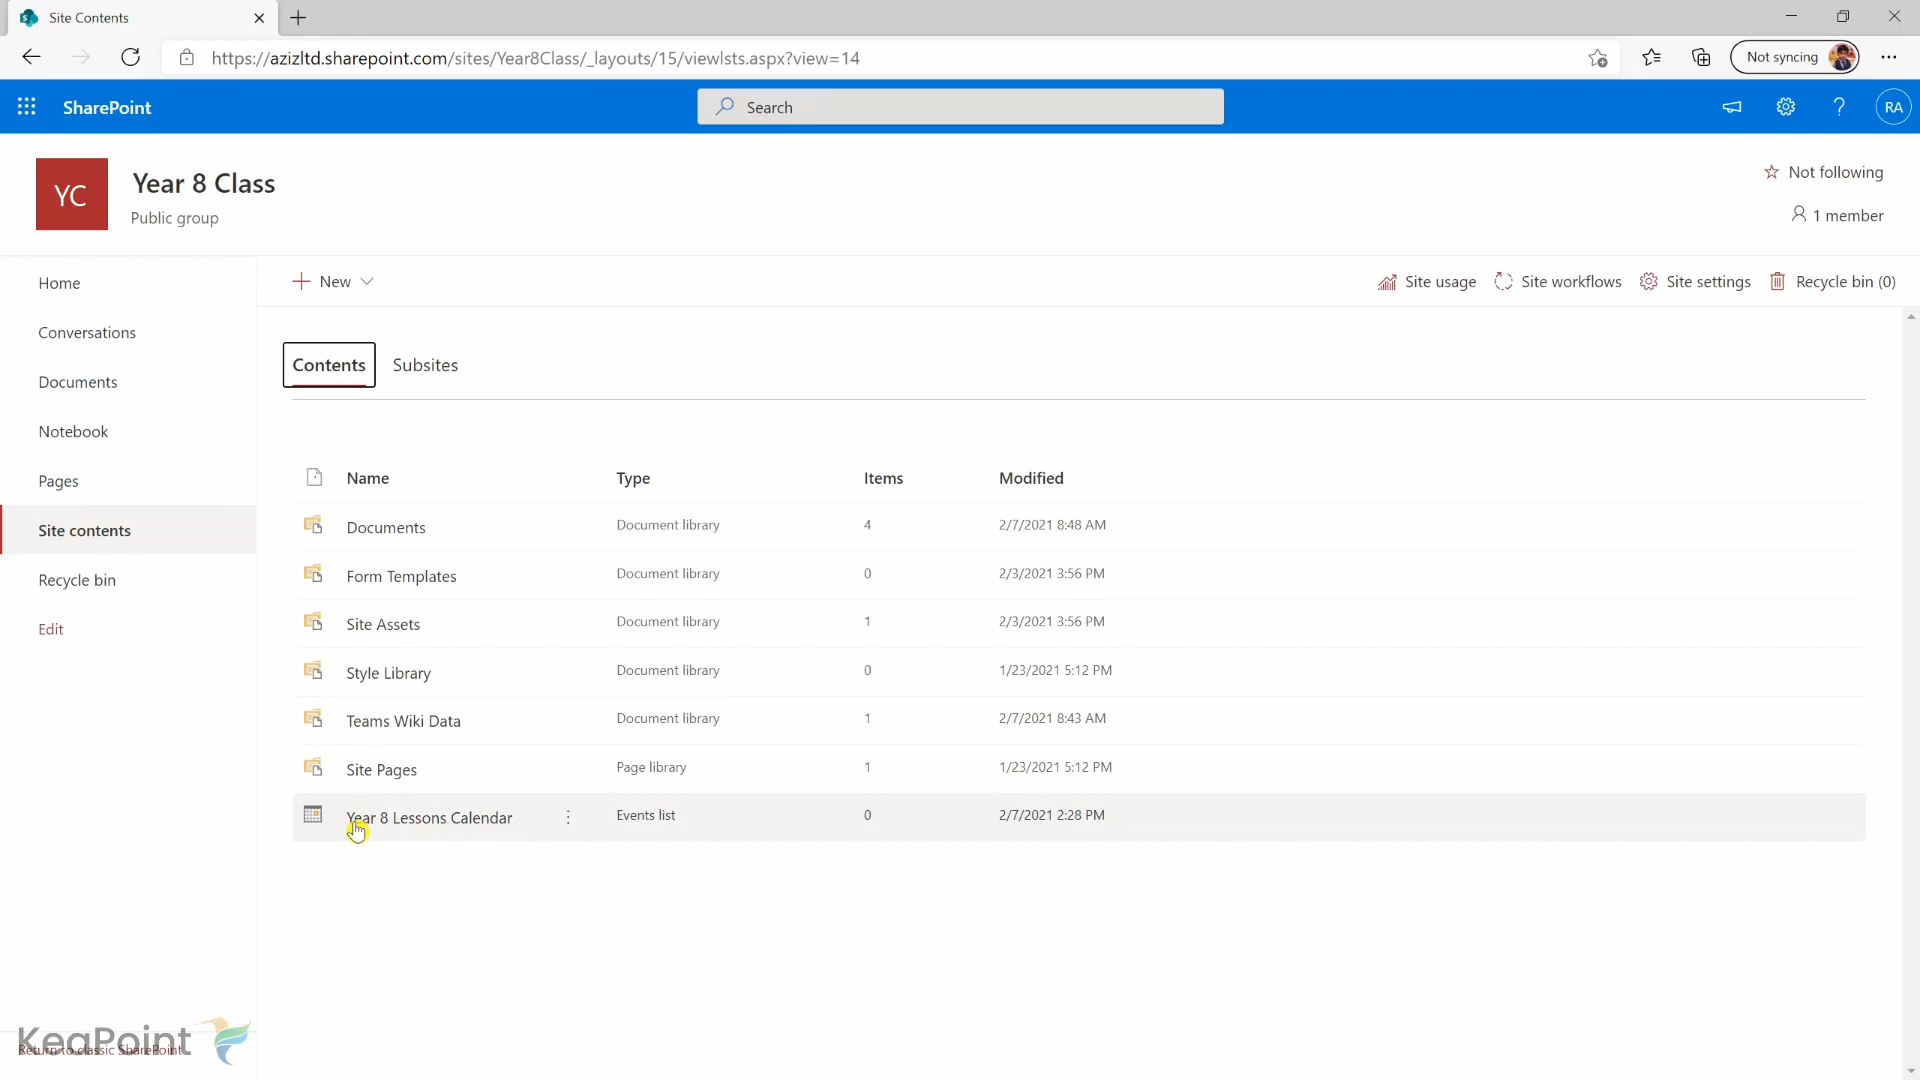 Site Contents
https://azizltd.sharepoint.com/sites/Year8Class/_layouts/15/viewlsts.aspx?view=14
Not syncing
SharePoint
Search
RA
YC
Year 8 Class
Public group
Not following
1 member
Home
Conversations
Documents
Notebook
Pages
Site contents
Recycle bin
Edit
New
Site usage
Site workflows
Site settings
Recycle bin (0)
Contents
Subsites
Name Type Items Modified
Documents Document library 4 2/7/2021 8:48 AM
Form Templates Document library 0 2/3/2021 3:56 PM
Site Assets Document library 1 2/3/2021 3:56 PM
Style Library Document library 0 1/23/2021 5:12 PM
Teams Wiki Data Document library 1 2/7/2021 8:43 AM
Site Pages Page library 1 1/23/2021 5:12 PM
Year 8 Lessons Calendar Events list 0 2/7/2021 2:28 PM
KeaPoint
Return to classic SharePoint